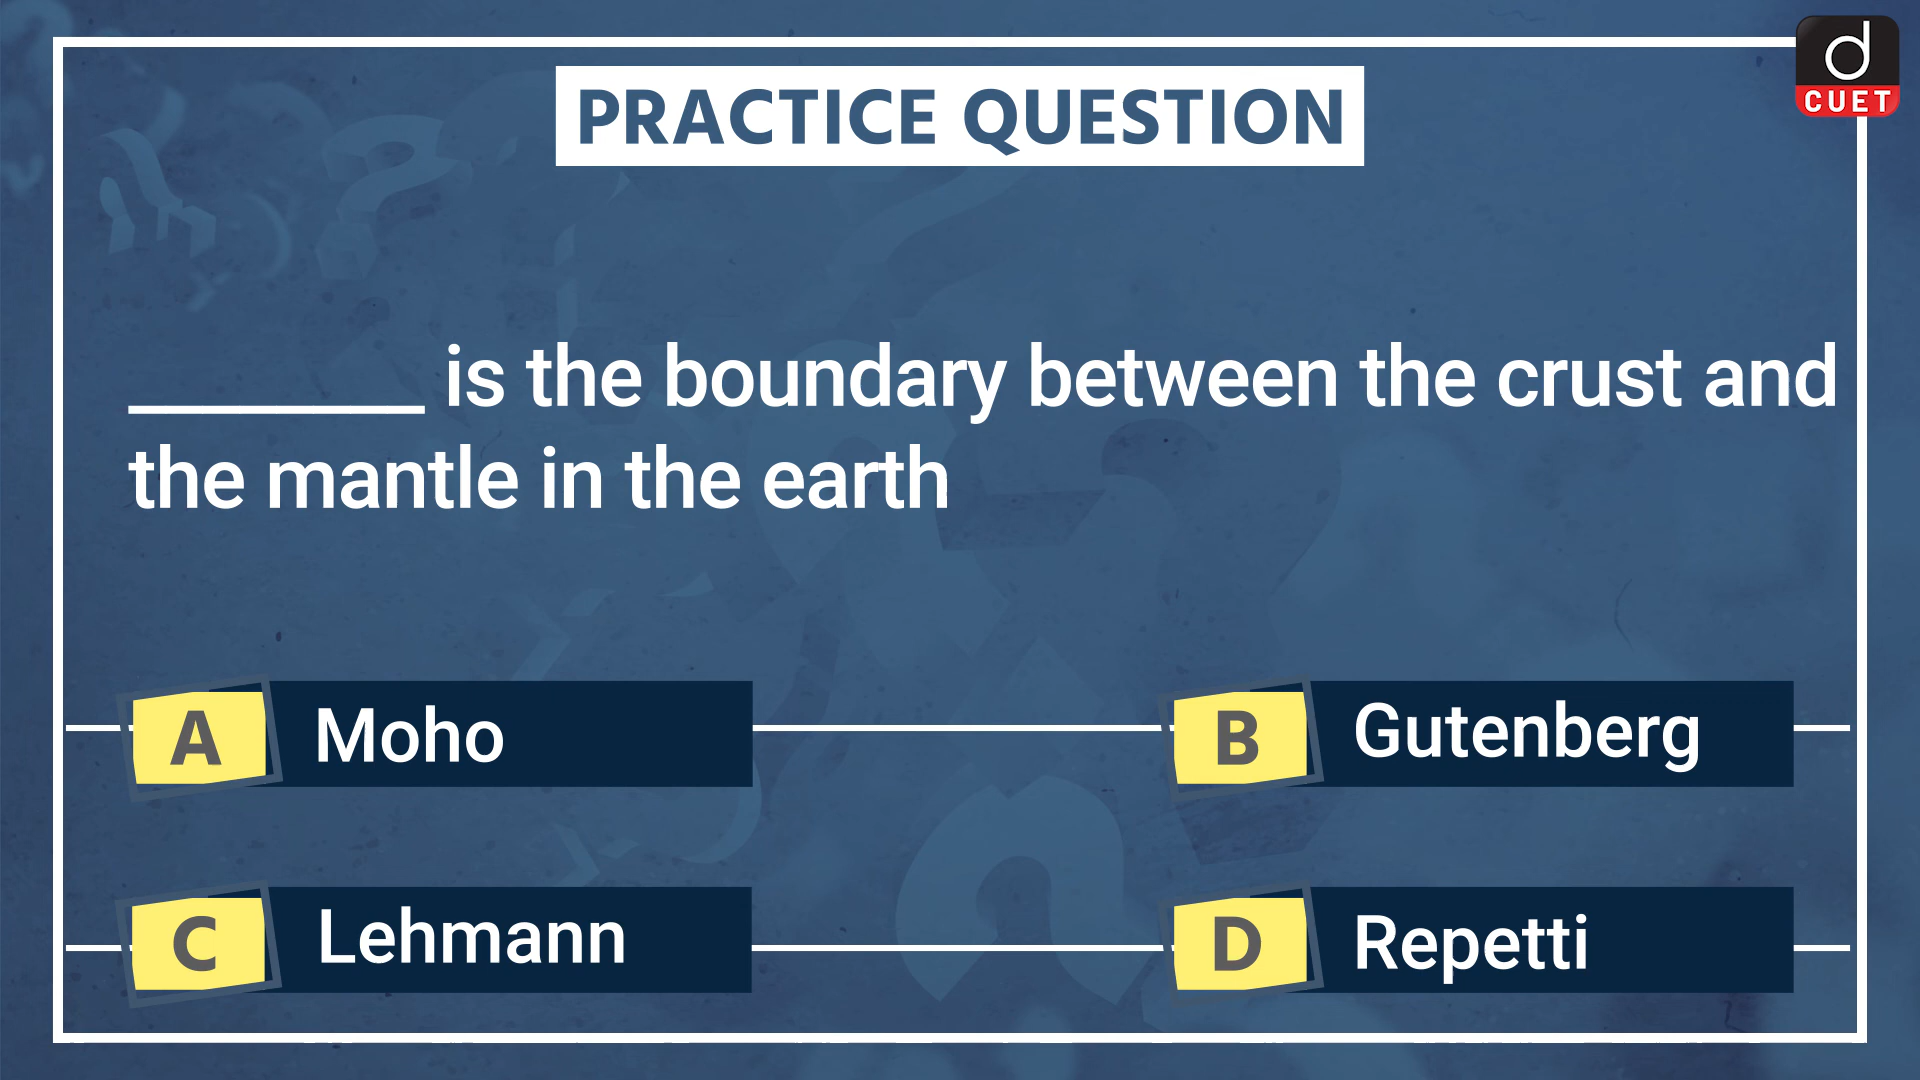 d
CUET
PRACTICE QUESTION
________ is the boundary between the crust and
the mantle in the earth
A Moho
B Gutenberg
C Lehmann
D Repetti